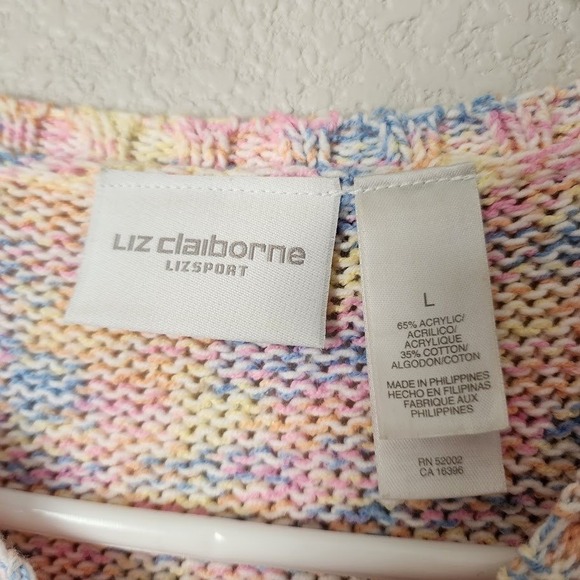 Liz claiborne
LIZSPORT
L
65% ACRYLIC/
ACRILICO/
ACRYLIQUE
35% COTTON/
ALGODON/COTON
MADE IN PHILIPPINES
HECHO EN FILIPINAS
FABRIQUE AUX
PHILIPPINES
RN 52002
CA 16396